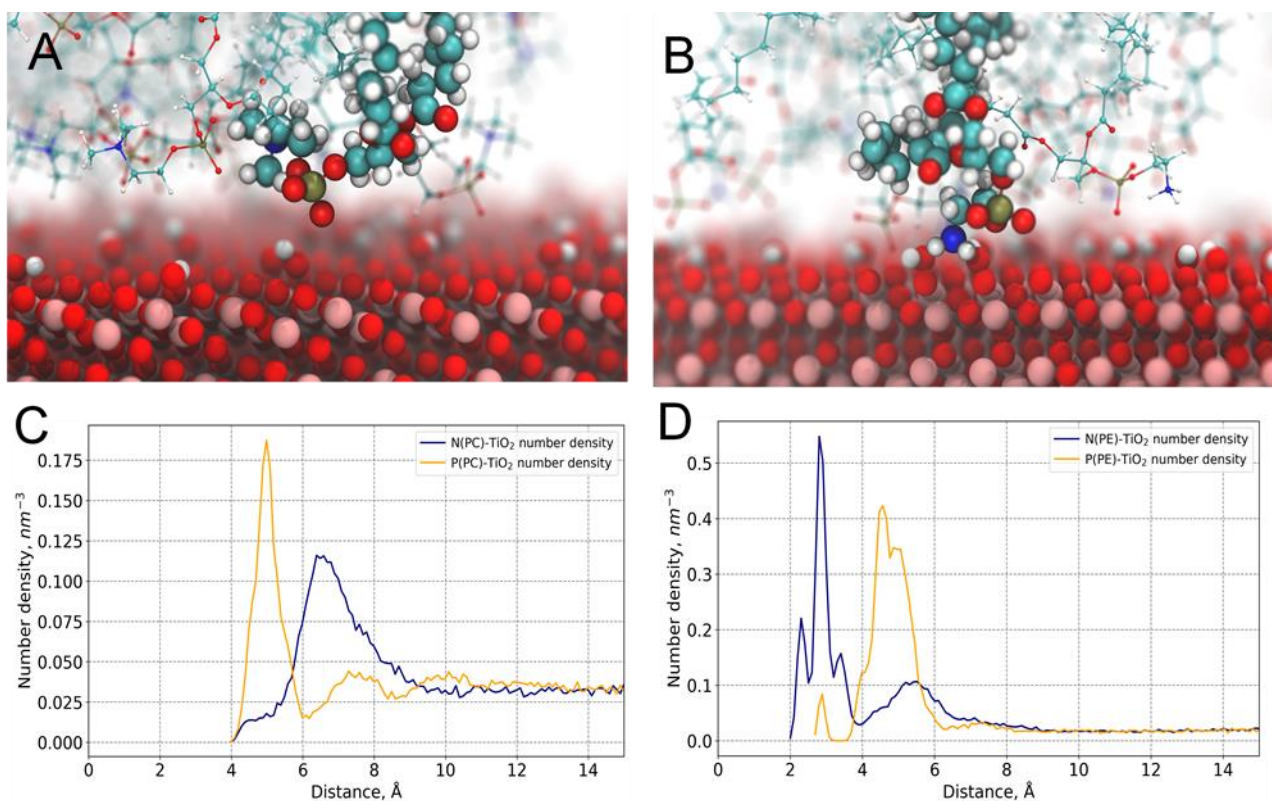 A
B
C
N(PC)-TiO₂ number density
P(PC)-TiO₂ number density
Number density, nm⁻³
0.175
0.150
0.125
0.100
0.075
0.050
0.025
0.000
0 2 4 6 8 10 12 14
Distance, Å
D
N(PE)-TiO₂ number density
P(PE)-TiO₂ number density
Number density, nm⁻³
0.5
0.4
0.3
0.2
0.1
0.0
0 2 4 6 8 10 12 14
Distance, Å